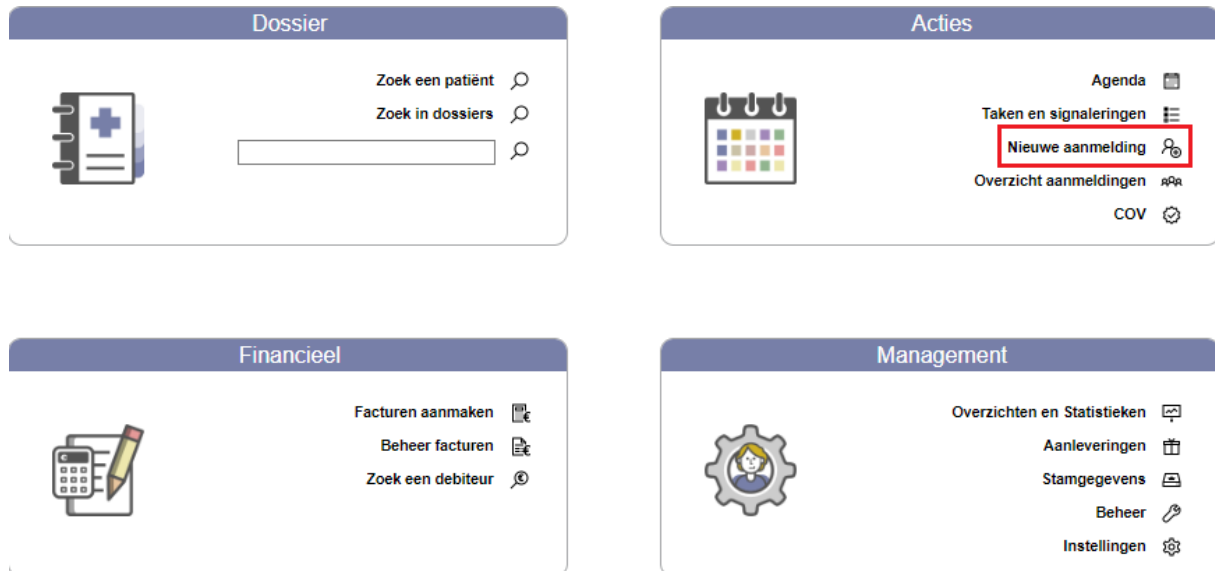 Dossier
Zoek een patiënt
Zoek in dossiers
Acties
Agenda
Taken en signaleringen
Nieuwe aanmelding
Overzicht aanmeldingen
COV
Financieel
Facturen aanmaken
Beheer facturen
Zoek een debiteur
Management
Overzichten en Statistieken
Aanleveringen
Stamgegevens
Beheer
Instellingen